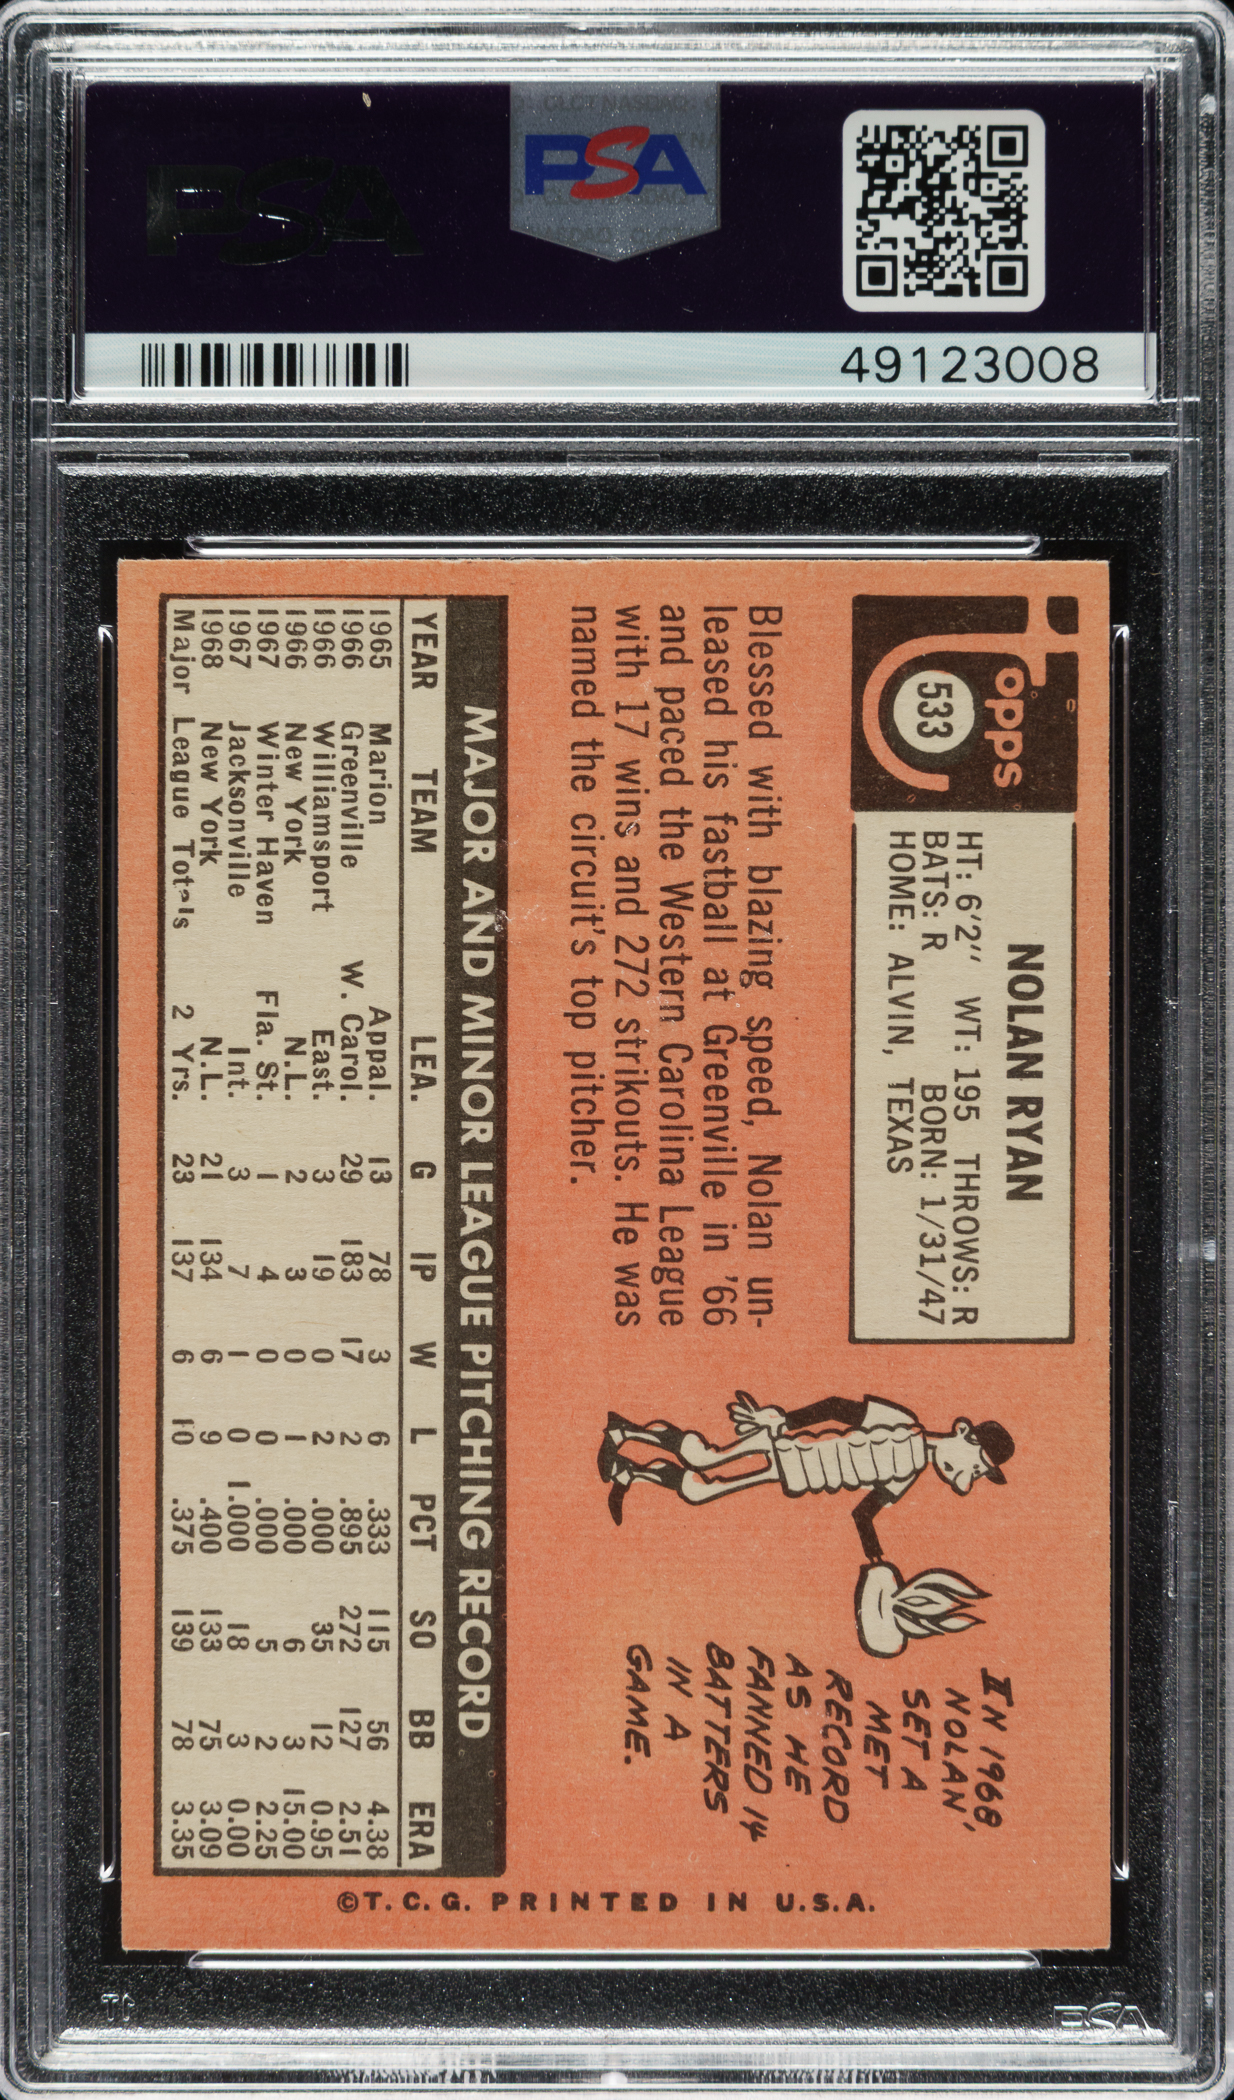 PSA
PSA
49123008
Topps
533
NOLAN RYAN
HT: 6'2" WT: 195 THROWS: R
BATS: R BORN: 1/31/47
HOME: ALVIN, TEXAS
Blessed with blazing speed, Nolan un-
leased his fastball at Greenville in '66
and paced the Western Carolina League
with 17 wins and 272 strikouts. He was
named the circuit's top pitcher.
IN 1968,
NOLAN,
SET A
MET
RECORD
AS HE
FANNED 14
BATTERS
IN A
GAME.
MAJOR AND MINOR LEAGUE PITCHING RECORD
YEAR TEAM LEA. G IP W L PCT SO BB ERA
1965 Marion Appal. 13 78 3 6 .333 115 56 4.38
1966 Greenville W. Carol. 29 183 17 2 .895 272 127 2.51
1966 Williamsport East. 3 19 0 2 .000 35 12 0.95
1966 New York N.L. 2 3 0 1 .000 6 3 15.00
1967 Winter Haven Fla. St. 1 4 0 0 .000 5 2 2.25
1967 Jacksonville Int. 3 7 1 0 1.000 18 3 0.00
1968 New York N.L. 21 134 6 9 .400 133 75 3.09
Major League Totals 2 Yrs. 23 137 6 10 .375 139 78 3.35
©T.C.G. PRINTED IN U.S.A.
PSA